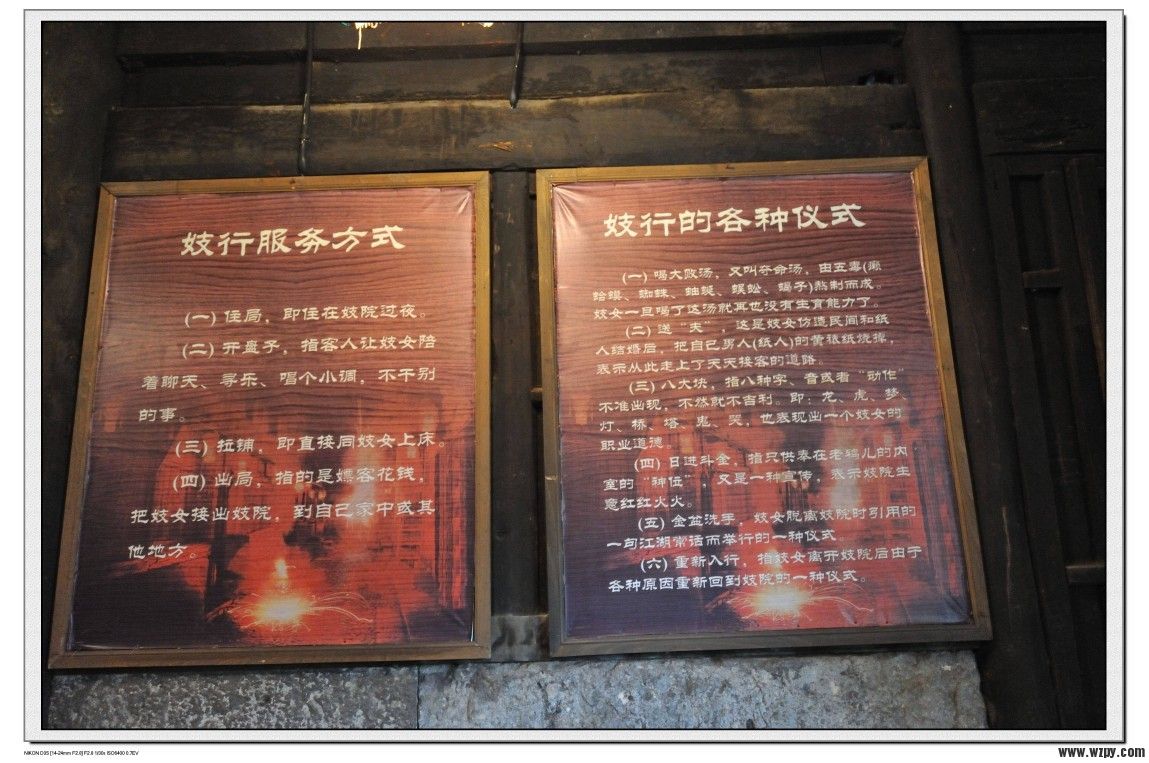 妓行服务方式
(一) 住局，即住在妓院过夜。
(二) 开盘子，指客人让妓女陪
着聊天、寻乐、唱个小调，不干别
的事。
(三) 拉铺，即直接同妓女上床。
(四) 出局，指的是嫖客花钱，
把妓女接出妓院，到自己家中或其
他地方。
妓行的各种仪式
(一) 喝大败汤，又叫夺命汤，由五毒(癞
蛤蟆、蜘蛛、蚰蜒、蜈蚣、蝎子)熬制而成。
妓女一旦喝了这汤就再也没有生育能力了。
(二) 送“夫”，这是妓女仿造民间和纸
人结婚后，把自己男人(纸人)的黄裱纸烧掉，
表示从此走上了天天接客的道路。
(三) 八大块，指八种字、音或者“动作”
不准出现，不然就不吉利。即：龙、虎、梦、
灯、桥、塔、鬼、哭，也表现出一个妓女的
职业道德。
(四) 日进斗金，指只供奉在老鸨儿的内
室的“神位”，又是一种宣传，表示妓院生
意红红火火。
(五) 金盆洗手，妓女脱离妓院时引用的
一句江湖常话而举行的一种仪式。
(六) 重新入行，指妓女离开妓院后由于
各种原因重新回到妓院的一种仪式。
NIKON D3S [14-24mm F2.8] F2.8 1/30s ISO6400 0.7EV
www.wzpy.com